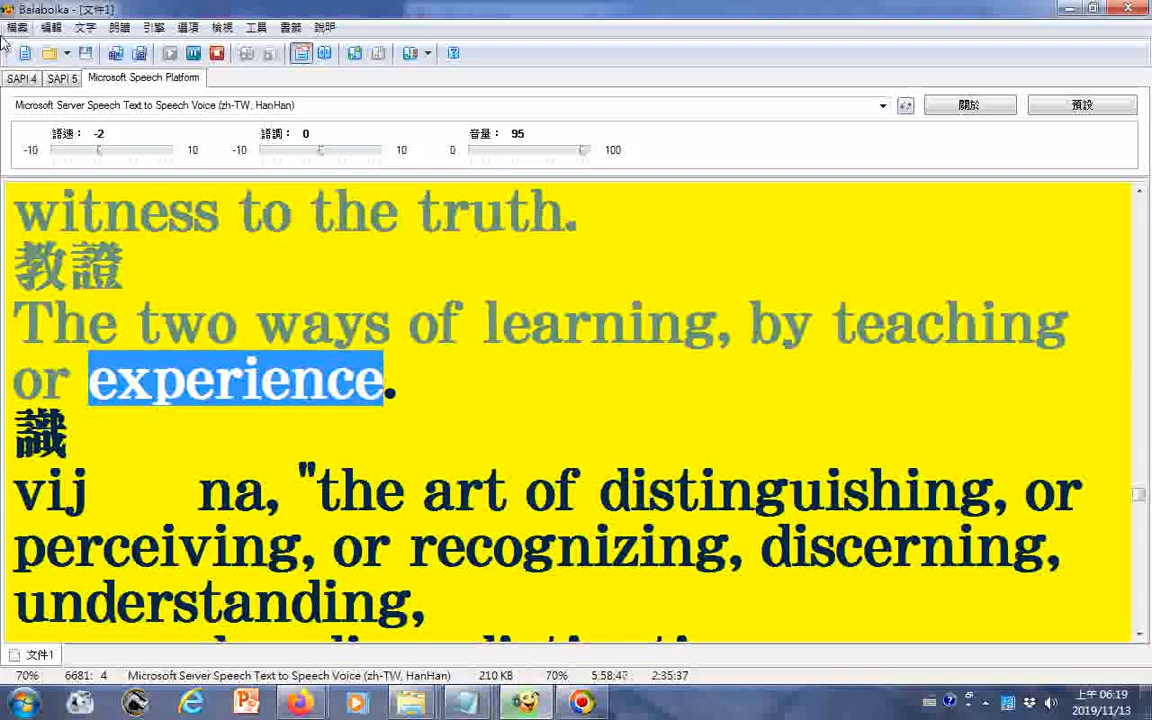 Balabolka - [文件1]
檔案 編輯 文字 朗讀 引擎 選項 檢視 工具 書籤 說明
SAPI 4 SAPI 5 Microsoft Speech Platform
Microsoft Server Speech Text to Speech Voice (zh-TW, HanHan) 關於 預設
語速： -2 語調： 0 音量： 95
-10 10 -10 10 0 100
witness to the truth.
教證
The two ways of learning, by teaching
or experience.
識
vij na, "the art of distinguishing, or
perceiving, or recognizing, discerning,
understanding,
文件1
70% 6681: 4 Microsoft Server Speech Text to Speech Voice (zh-TW, HanHan) 210 KB 70% 2:35:37
上午 06:19
2019/11/13